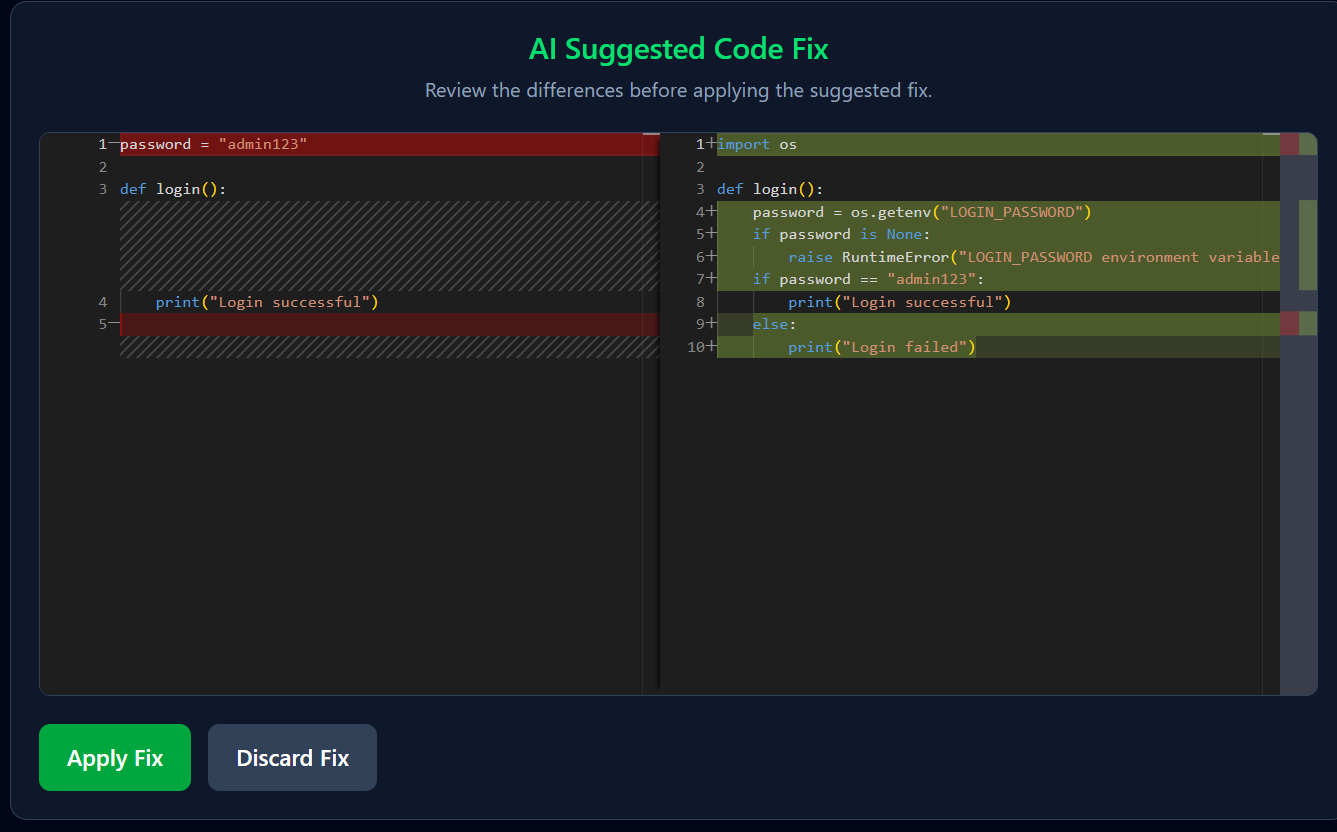 AI Suggested Code Fix
Review the differences before applying the suggested fix.
1 password = "admin123"
2
3 def login():
4     print("Login successful")
5
1 + import os
2
3 def login():
4 +     password = os.getenv("LOGIN_PASSWORD")
5 +     if password is None:
6 +         raise RuntimeError("LOGIN_PASSWORD environment variable
7 +     if password == "admin123":
8         print("Login successful")
9 +     else:
10 +         print("Login failed")
Apply Fix
Discard Fix